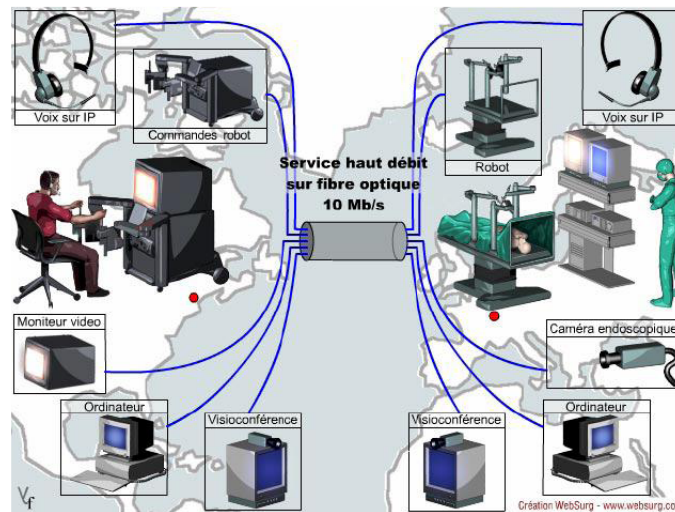 Voix sur IP
Commandes robot
Robot
Voix sur IP
Service haut débit
sur fibre optique
10 Mb/s
Moniteur video
Caméra endoscopique
Ordinateur
Visioconférence
Visioconférence
Ordinateur
Vf
Création WebSurg - www.websurg.co